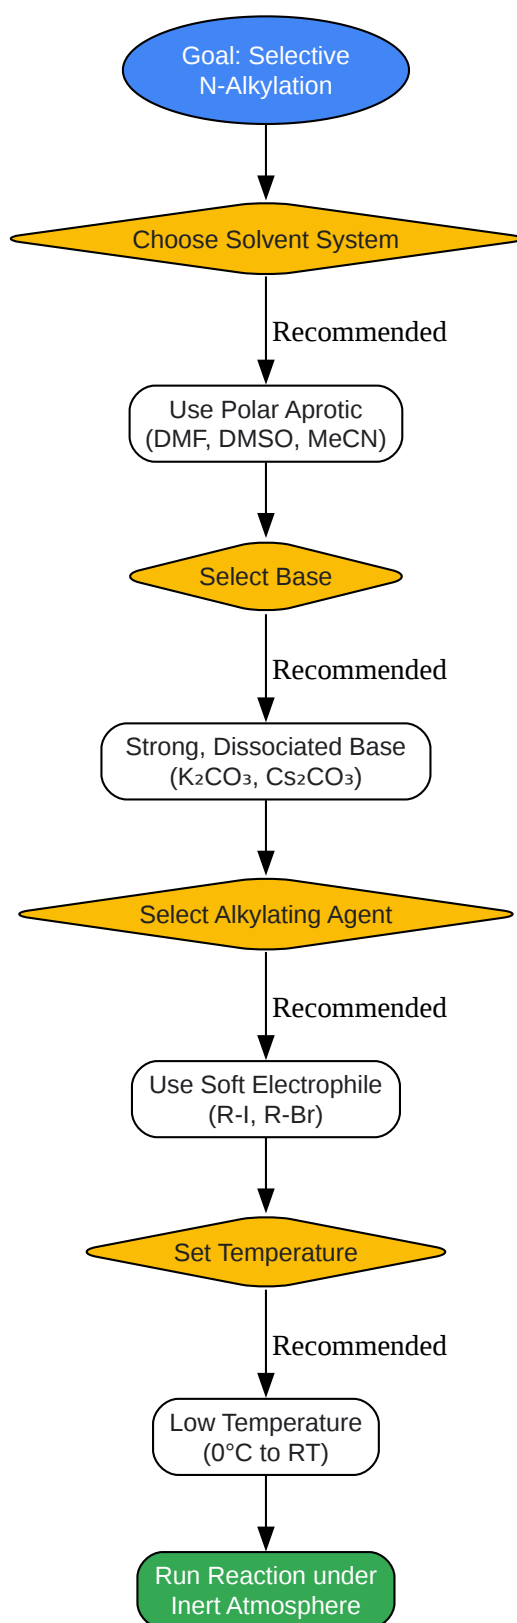 Goal: Selective
N-Alkylation
Choose Solvent System
Recommended
Use Polar Aprotic
(DMF, DMSO, MeCN)
Select Base
Recommended
Strong, Dissociated Base
(K₂CO₃, Cs₂CO₃)
Select Alkylating Agent
Recommended
Use Soft Electrophile
(R-I, R-Br)
Set Temperature
Recommended
Low Temperature
(0°C to RT)
Run Reaction under
Inert Atmosphere